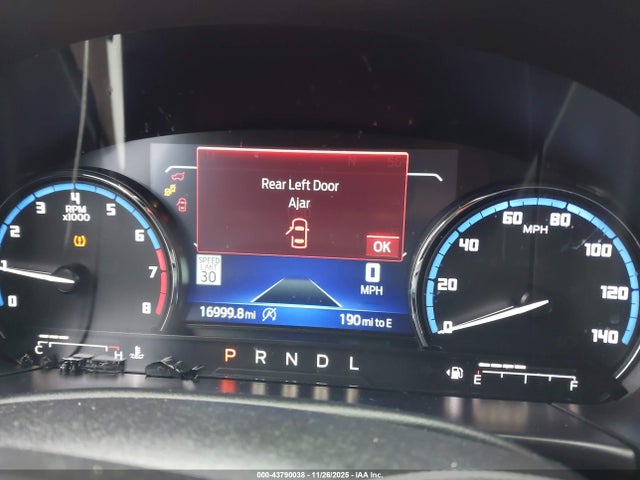 Rear Left Door
Ajar
OK
SPEED
LIMIT
30
0
MPH
16999.8 mi
190 mi to E
P R N D L
RPM
x1000
0
1
2
3
4
5
6
7
8
C
H
MPH
0
20
40
60
80
100
120
140
E
F
000-43790038 - 11/26/2025 - IAA Inc.